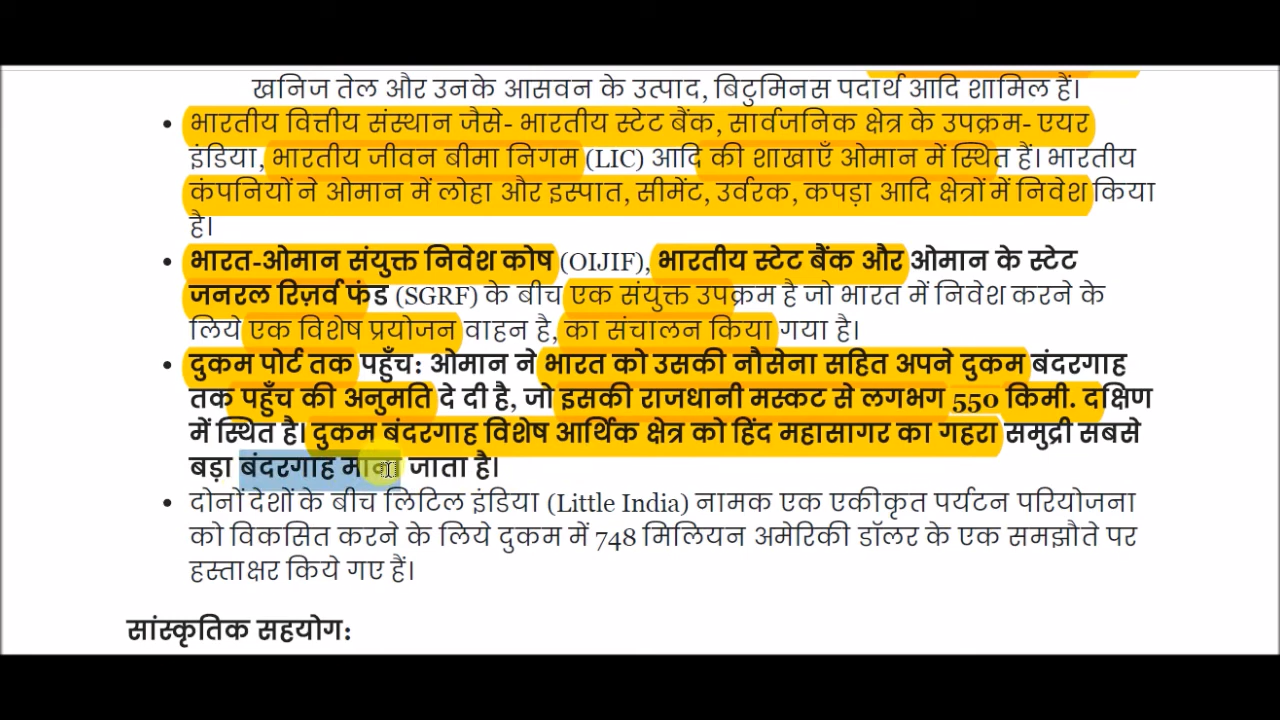 खनिज तेल और उनके आसवन के उत्पाद, बिटुमिनस पदार्थ आदि शामिल हैं।
• भारतीय वित्तीय संस्थान जैसे- भारतीय स्टेट बैंक, सार्वजनिक क्षेत्र के उपक्रम- एयर
इंडिया, भारतीय जीवन बीमा निगम (LIC) आदि की शाखाएँ ओमान में स्थित हैं। भारतीय
कंपनियों ने ओमान में लोहा और इस्पात, सीमेंट, उर्वरक, कपड़ा आदि क्षेत्रों में निवेश किया
है।
• भारत-ओमान संयुक्त निवेश कोष (OIJIF), भारतीय स्टेट बैंक और ओमान के स्टेट
जनरल रिज़र्व फंड (SGRF) के बीच एक संयुक्त उपक्रम है जो भारत में निवेश करने के
लिये एक विशेष प्रयोजन वाहन है, का संचालन किया गया है।
• दुकम पोर्ट तक पहुँच: ओमान ने भारत को उसकी नौसेना सहित अपने दुकम बंदरगाह
तक पहुँच की अनुमति दे दी है, जो इसकी राजधानी मस्कट से लगभग 550 किमी. दक्षिण
में स्थित है। दुकम बंदरगाह विशेष आर्थिक क्षेत्र को हिंद महासागर का गहरा समुद्री सबसे
बड़ा बंदरगाह माना जाता है।
• दोनों देशों के बीच लिटिल इंडिया (Little India) नामक एक एकीकृत पर्यटन परियोजना
को विकसित करने के लिये दुकम में 748 मिलियन अमेरिकी डॉलर के एक समझौते पर
हस्ताक्षर किये गए हैं।
सांस्कृतिक सहयोग: